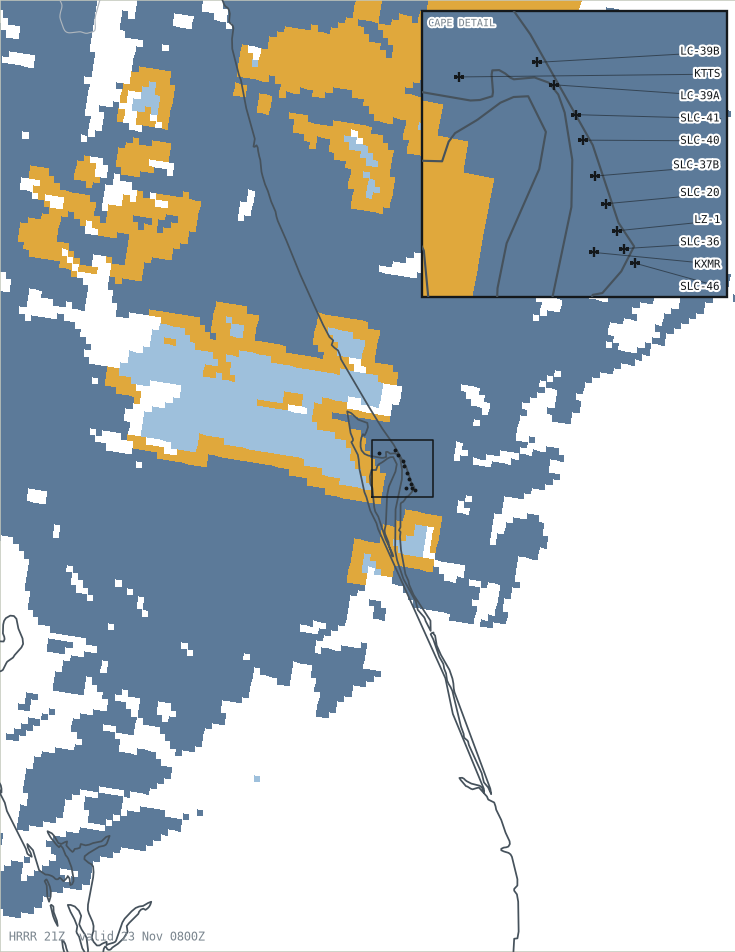 CAPE DETAIL
LC-39B
KTTS
LC-39A
SLC-41
SLC-40
SLC-37B
SLC-20
LZ-1
SLC-36
KXMR
SLC-46
HRRR 21Z valid 23 Nov 0800Z